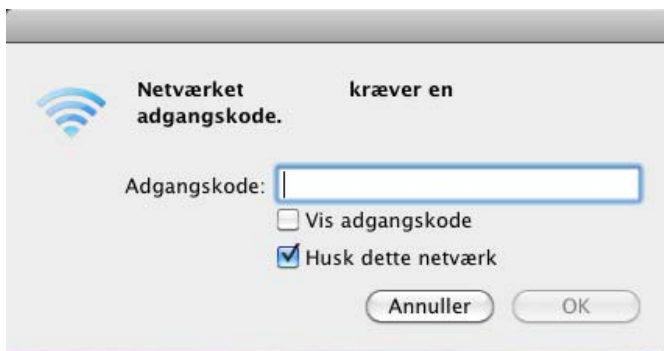 Netværket kræver en
adgangskode.
Adgangskode:
Vis adgangskode
Husk dette netværk
Annuller OK